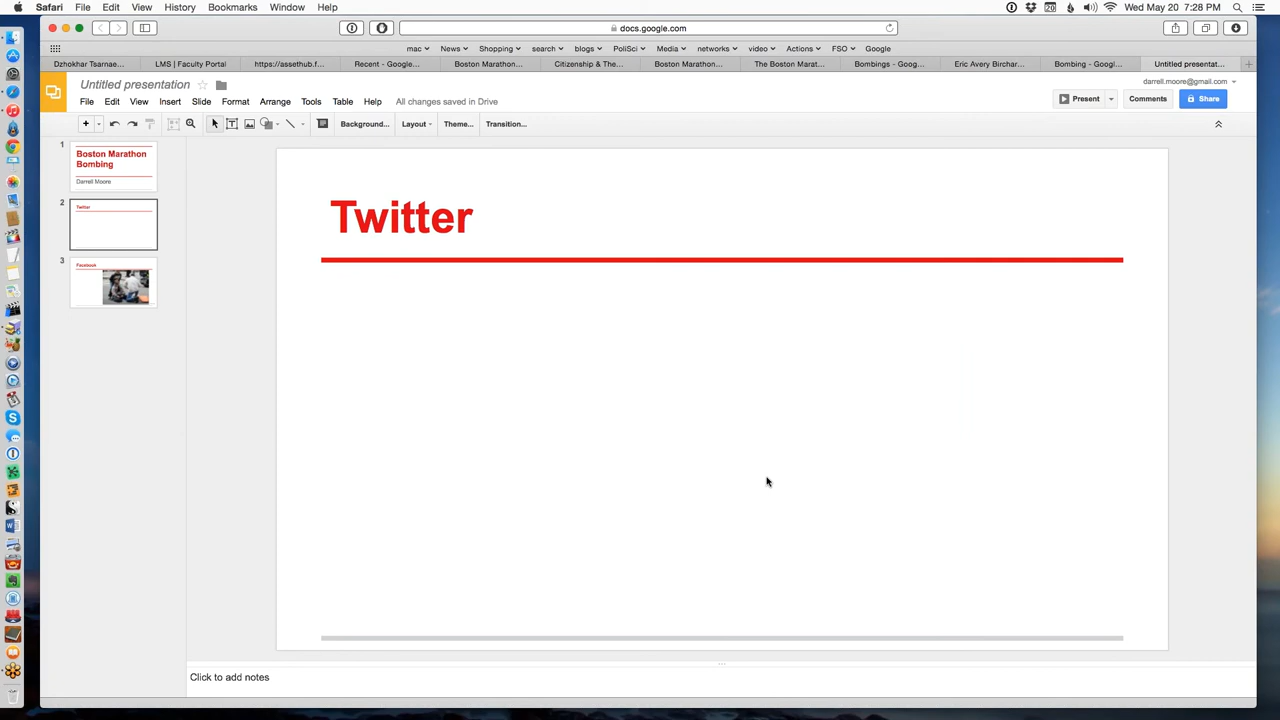 Safari File Edit View History Bookmarks Window Help Wed May 20 7:28 PM
docs.google.com
mac News Shopping search blogs PoliSci Media networks video Actions FSO Google
Dzhokhar Tsarnae... LMS | Faculty Portal https://assethub.f... Recent - Google... Boston Marathon... Citizenship & The... Boston Marathon... The Boston Marat... Bombings - Goog... Eric Avery Birchar... Bombing - Googl... Untitled presentat...
Untitled presentation
darrell.moore@gmail.com
File Edit View Insert Slide Format Arrange Tools Table Help All changes saved in Drive
Present Comments Share
Background... Layout Theme... Transition...
1
Boston Marathon
Bombing
Darrell Moore
2
Twitter
3
Facebook
Twitter
Click to add notes